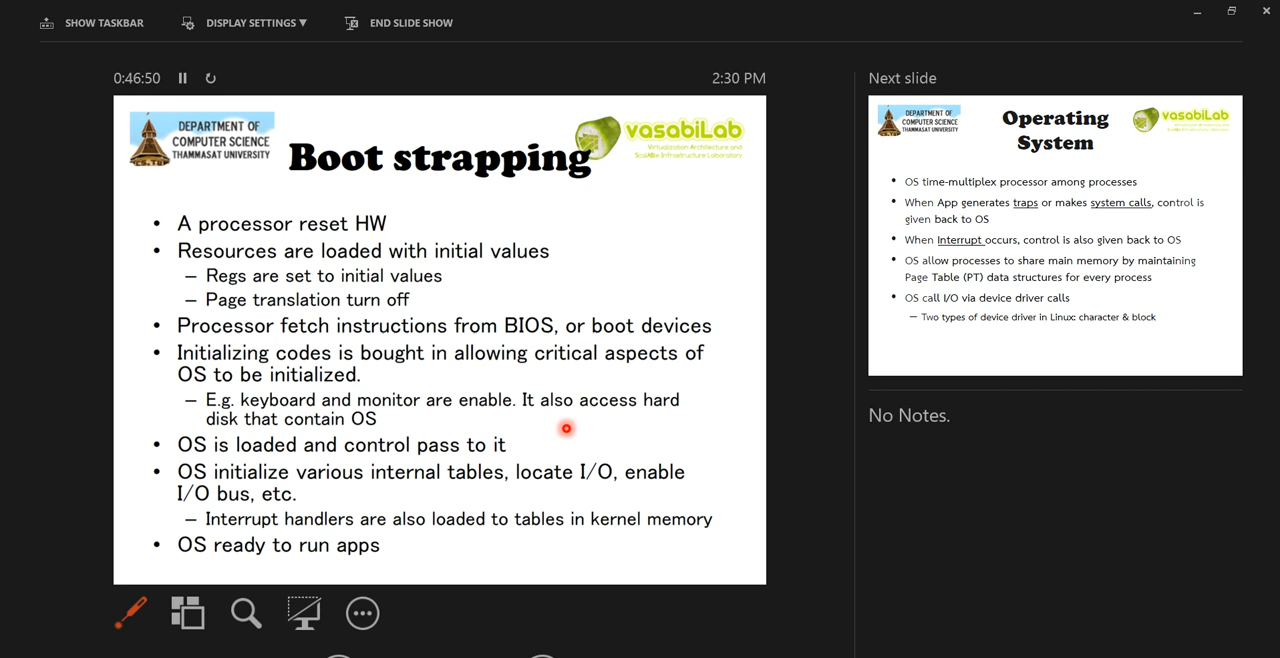 SHOW TASKBAR
DISPLAY SETTINGS ▼
END SLIDE SHOW
0:46:50
2:30 PM
DEPARTMENT OF
COMPUTER SCIENCE
THAMMASAT UNIVERSITY
Boot strapping
vasabiLab
Virtualization Architecture and
ScalAble Infrastructure Laboratory
• A processor reset HW
• Resources are loaded with initial values
– Regs are set to initial values
– Page translation turn off
• Processor fetch instructions from BIOS, or boot devices
• Initializing codes is bought in allowing critical aspects of
OS to be initialized.
– E.g. keyboard and monitor are enable. It also access hard
disk that contain OS
• OS is loaded and control pass to it
• OS initialize various internal tables, locate I/O, enable
I/O bus, etc.
– Interrupt handlers are also loaded to tables in kernel memory
• OS ready to run apps
Next slide
DEPARTMENT OF
COMPUTER SCIENCE
THAMMASAT UNIVERSITY
Operating
System
vasabiLab
• OS time-multiplex processor among processes
• When App generates traps or makes system calls, control is
given back to OS
• When Interrupt occurs, control is also given back to OS
• OS allow processes to share main memory by maintaining
Page Table (PT) data structures for every process
• OS call I/O via device driver calls
– Two types of device driver in Linux: character & block
No Notes.